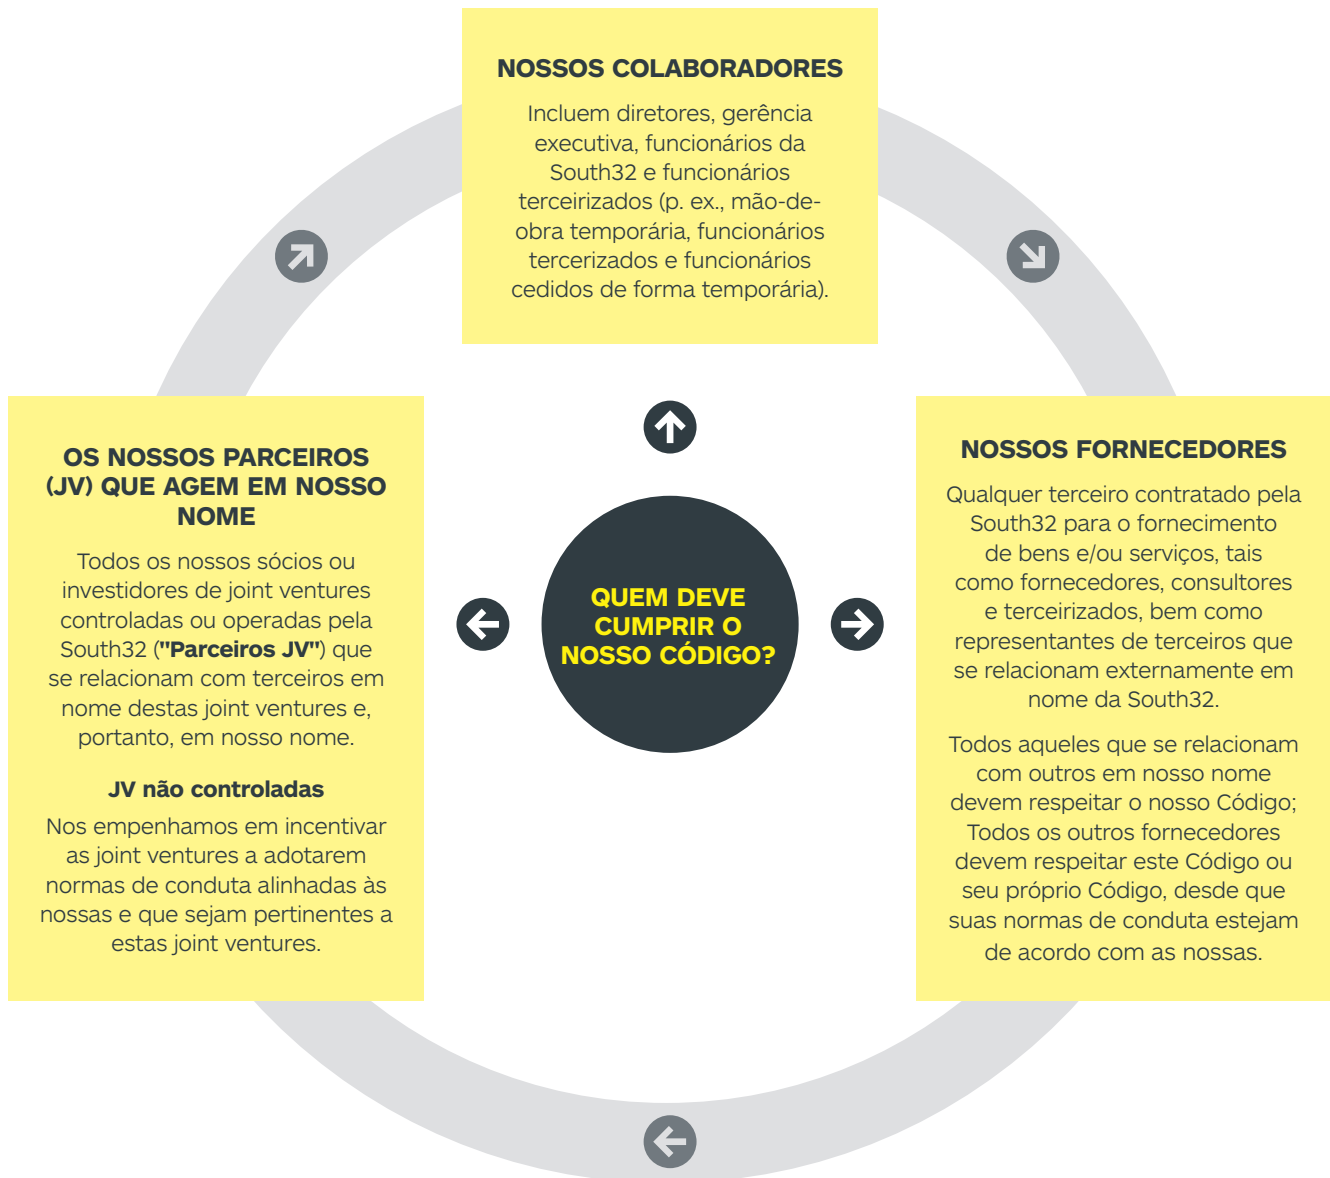 NOSSOS COLABORADORES
Incluem diretores, gerência
executiva, funcionários da
South32 e funcionários
terceirizados (p. ex., mão-de-
obra temporária, funcionários
tercerizados e funcionários
cedidos de forma temporária).
OS NOSSOS PARCEIROS
(JV) QUE AGEM EM NOSSO
NOME
Todos os nossos sócios ou
investidores de joint ventures
controladas ou operadas pela
South32 ("Parceiros JV") que
se relacionam com terceiros em
nome destas joint ventures e,
portanto, em nosso nome.
JV não controladas
Nos empenhamos em incentivar
as joint ventures a adotarem
normas de conduta alinhadas às
nossas e que sejam pertinentes a
estas joint ventures.
QUEM DEVE
CUMPRIR O
NOSSO CÓDIGO?
NOSSOS FORNECEDORES
Qualquer terceiro contratado pela
South32 para o fornecimento
de bens e/ou serviços, tais
como fornecedores, consultores
e terceirizados, bem como
representantes de terceiros que
se relacionam externamente em
nome da South32.
Todos aqueles que se relacionam
com outros em nosso nome
devem respeitar o nosso Código;
Todos os outros fornecedores
devem respeitar este Código ou
seu próprio Código, desde que
suas normas de conduta estejam
de acordo com as nossas.